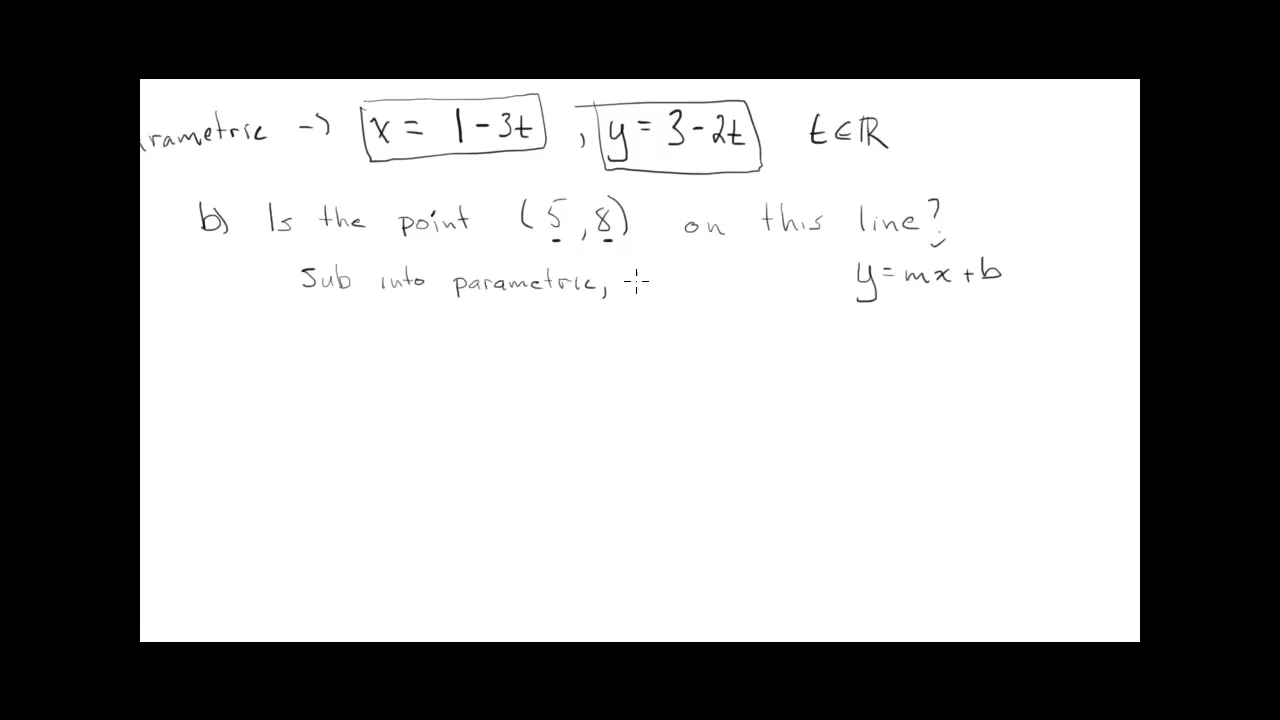 rametric -> x = 1 - 3t , y = 3 - 2t t ∈ ℝ
b) Is the point (5, 8) on this line?
Sub into parametric, y = mx + b